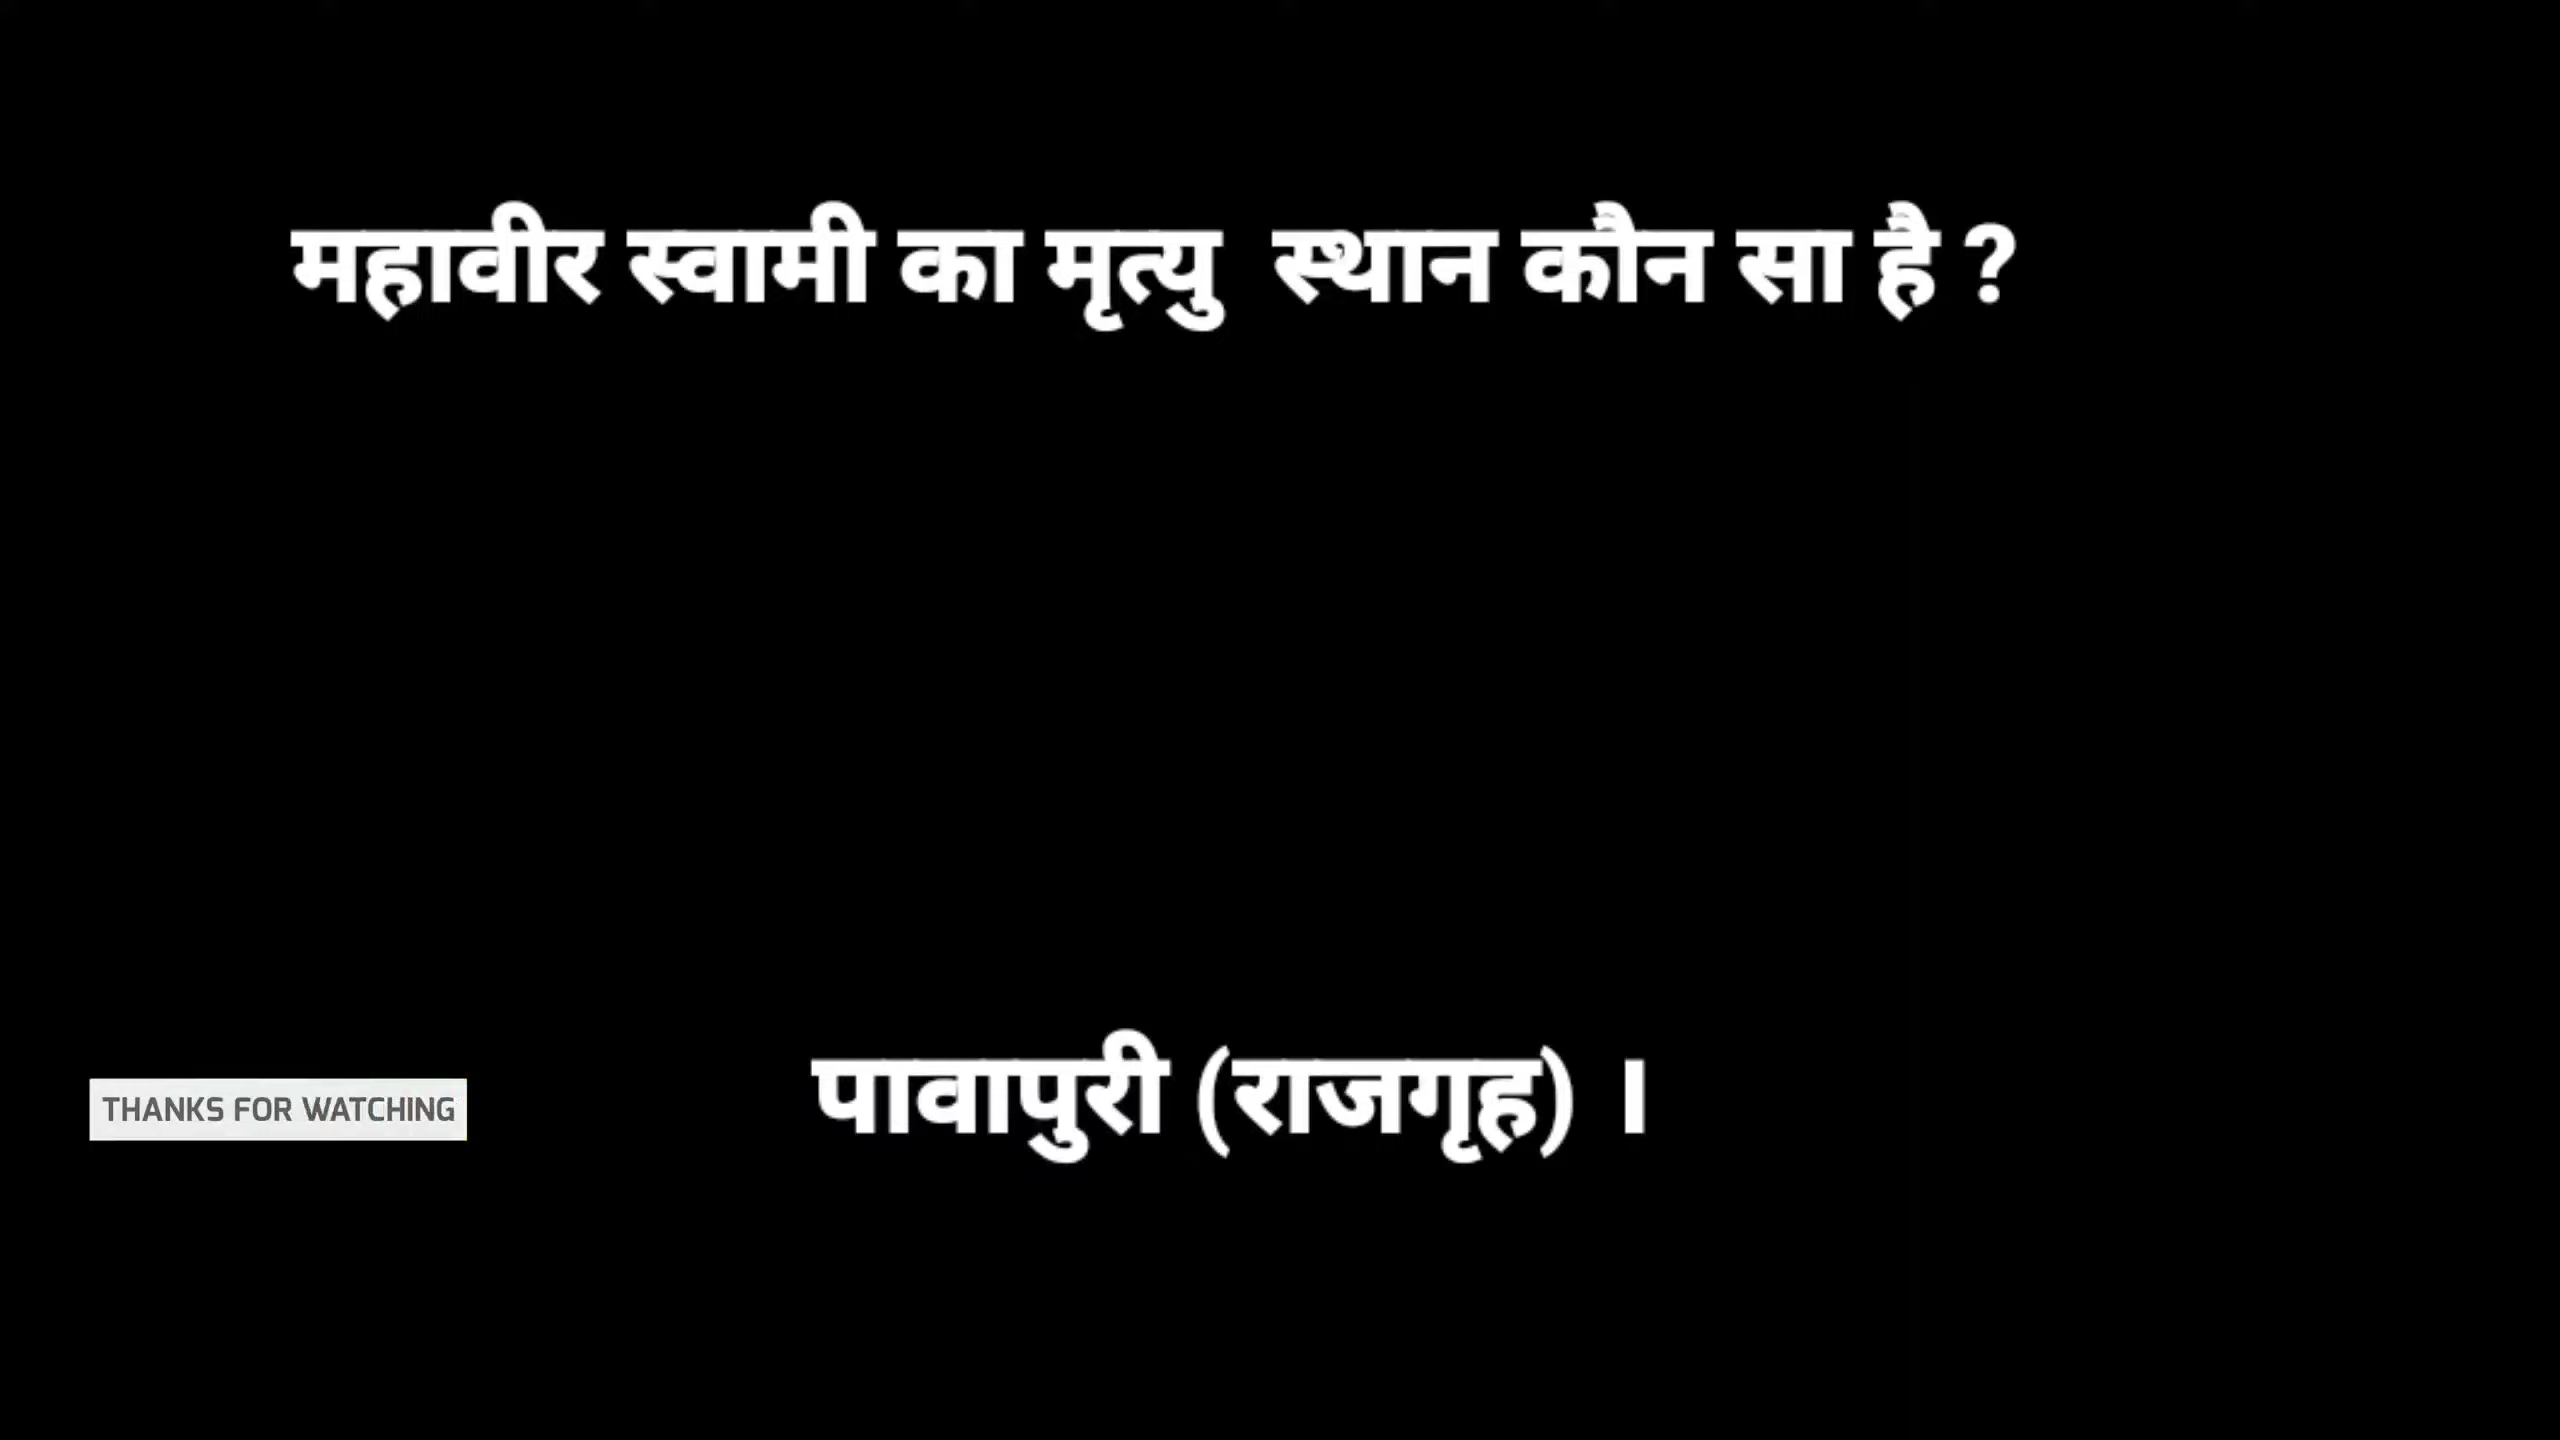 महावीर स्वामी का मृत्यु  स्थान कौन सा है ?
पावापुरी (राजगृह) ।
THANKS FOR WATCHING